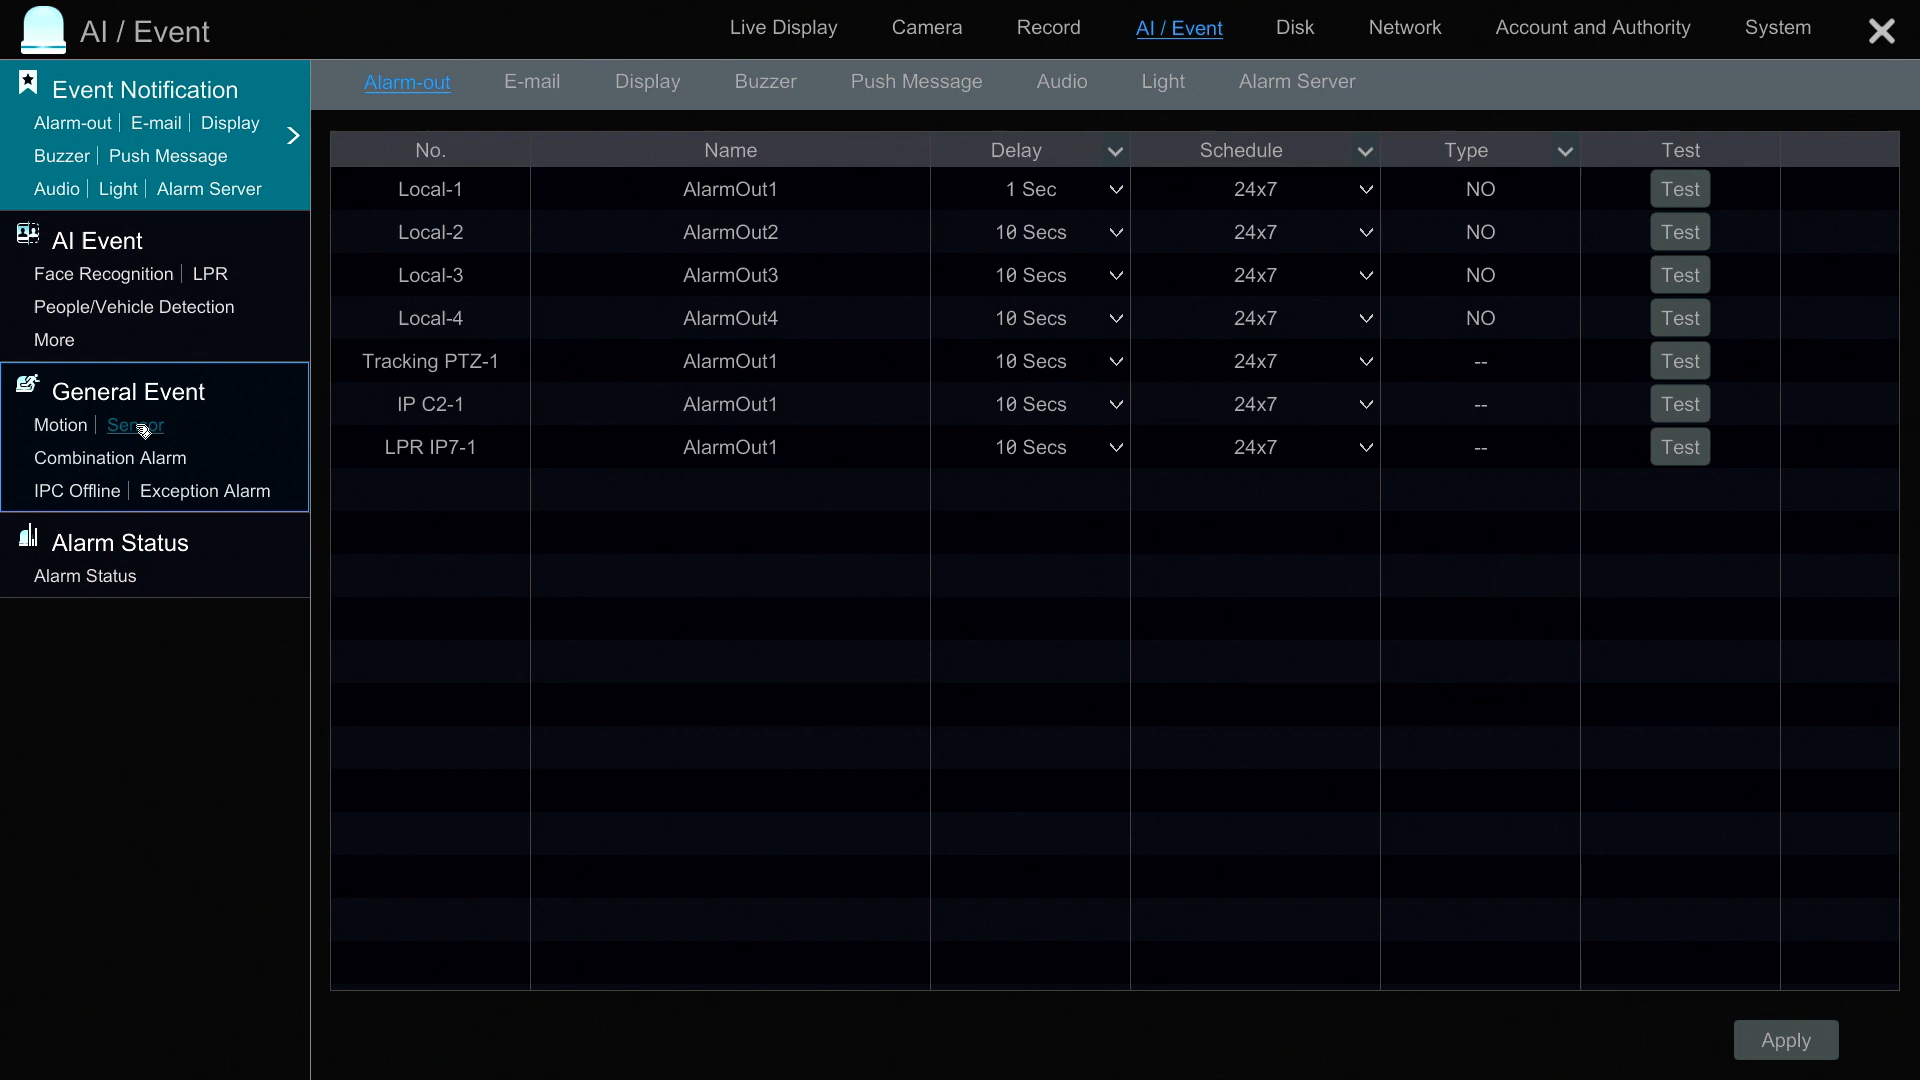 AI / Event
Live Display Camera Record AI / Event Disk Network Account and Authority System
Event Notification
Alarm-out | E-mail | Display
Buzzer | Push Message
Audio | Light | Alarm Server
AI Event
Face Recognition | LPR
People/Vehicle Detection
More
General Event
Motion | Sensor
Combination Alarm
IPC Offline | Exception Alarm
Alarm Status
Alarm Status
Alarm-out E-mail Display Buzzer Push Message Audio Light Alarm Server
No. Name Delay Schedule Type Test
Local-1 AlarmOut1 1 Sec 24x7 NO Test
Local-2 AlarmOut2 10 Secs 24x7 NO Test
Local-3 AlarmOut3 10 Secs 24x7 NO Test
Local-4 AlarmOut4 10 Secs 24x7 NO Test
Tracking PTZ-1 AlarmOut1 10 Secs 24x7 -- Test
IP C2-1 AlarmOut1 10 Secs 24x7 -- Test
LPR IP7-1 AlarmOut1 10 Secs 24x7 -- Test
Apply